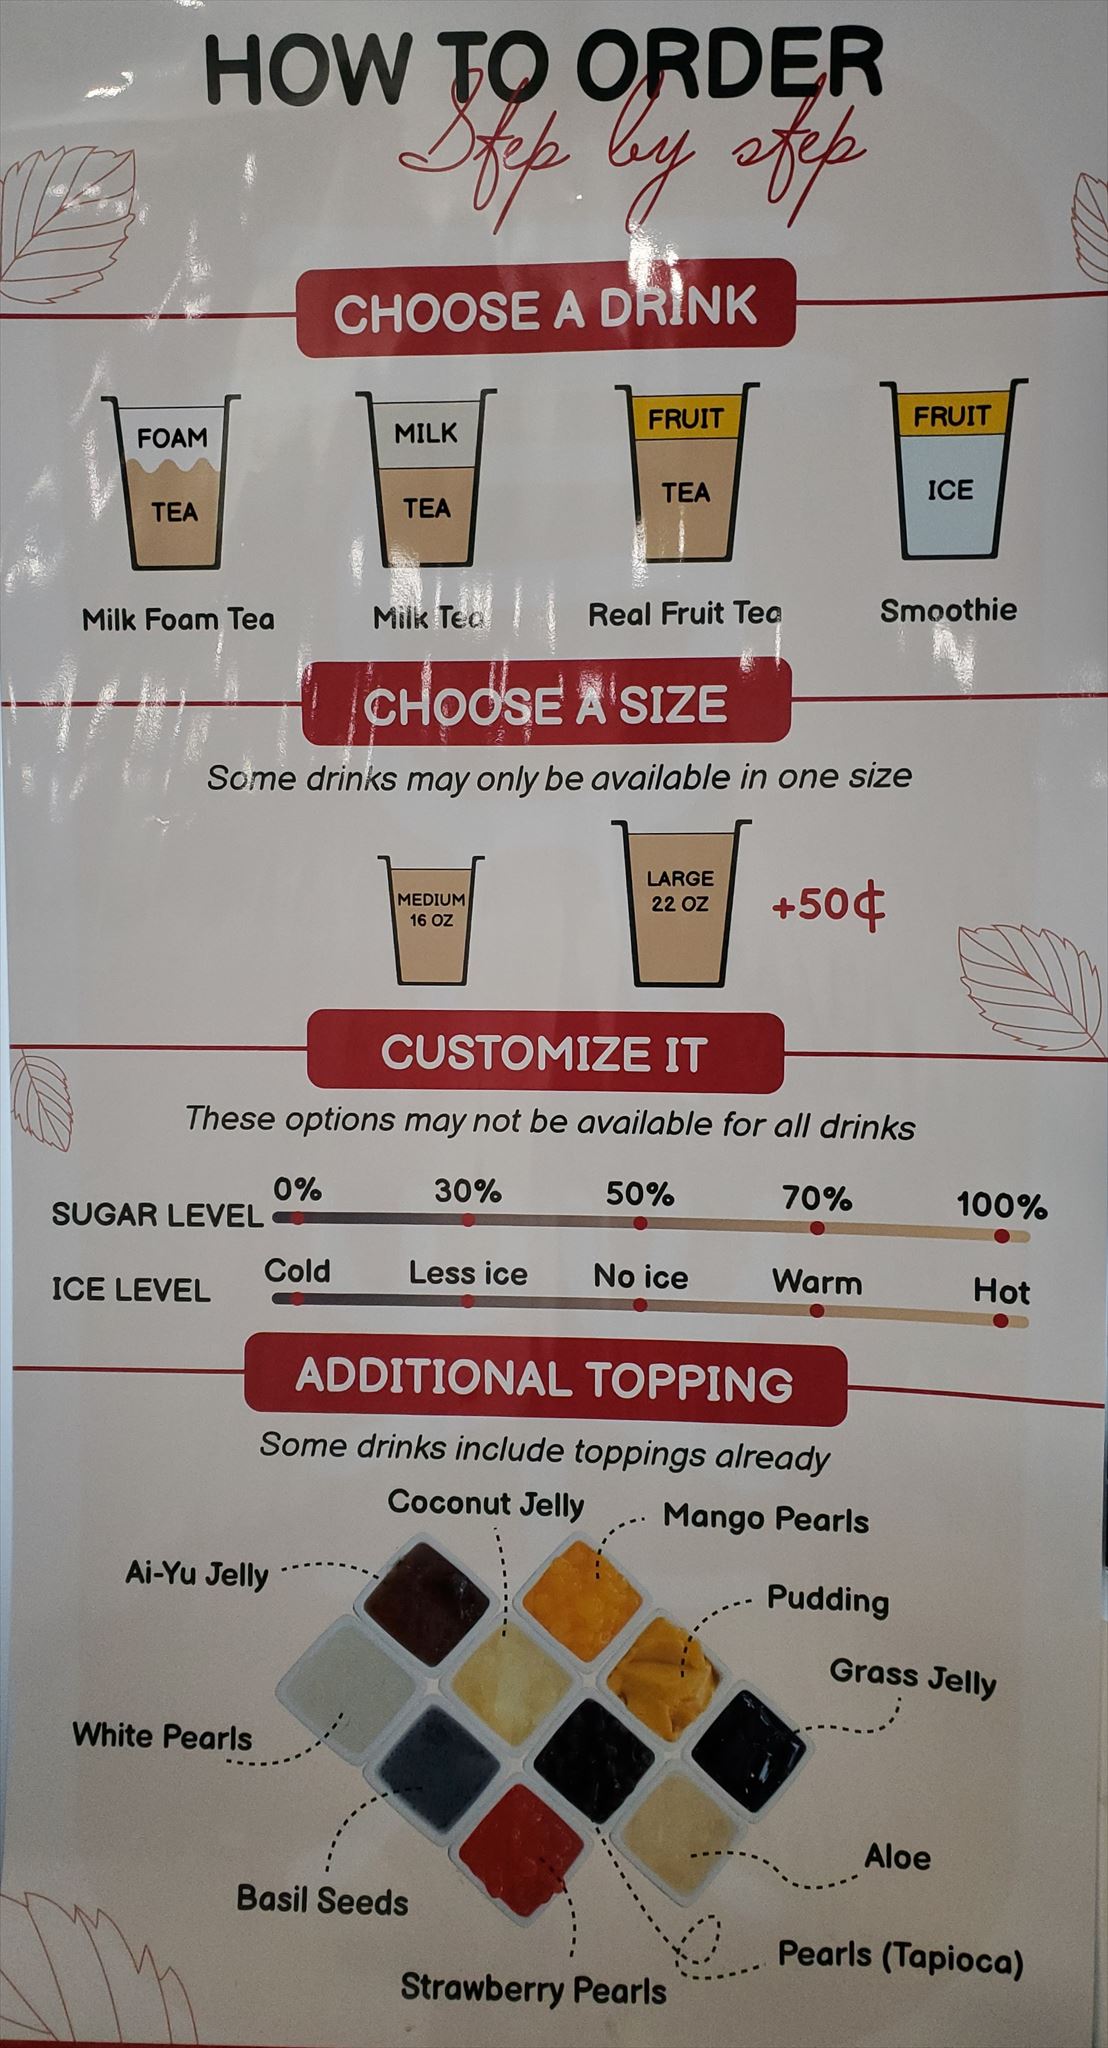 HOW TO ORDER
Step by step
CHOOSE A DRINK
FOAM
TEA
Milk Foam Tea
MILK
TEA
Milk Tea
FRUIT
TEA
Real Fruit Tea
FRUIT
ICE
Smoothie
CHOOSE A SIZE
Some drinks may only be available in one size
MEDIUM
16 OZ
LARGE
22 OZ
+50¢
CUSTOMIZE IT
These options may not be available for all drinks
SUGAR LEVEL 0% 30% 50% 70% 100%
ICE LEVEL Cold Less ice No ice Warm Hot
ADDITIONAL TOPPING
Some drinks include toppings already
Coconut Jelly
Mango Pearls
Ai-Yu Jelly
Pudding
Grass Jelly
White Pearls
Aloe
Basil Seeds
Pearls (Tapioca)
Strawberry Pearls